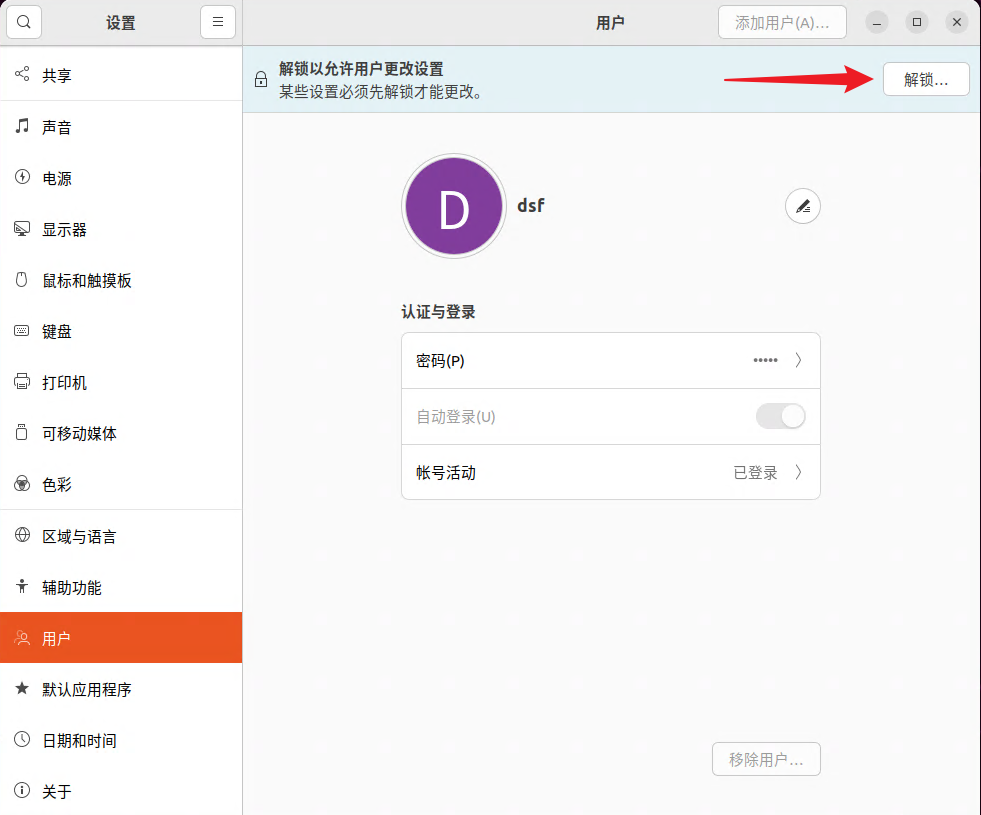 设置
用户
添加用户(A)...
共享
声音
电源
显示器
鼠标和触摸板
键盘
打印机
可移动媒体
色彩
区域与语言
辅助功能
用户
默认应用程序
日期和时间
关于
解锁以允许用户更改设置
某些设置必须先解锁才能更改。
解锁...
D
dsf
认证与登录
密码(P) •••••
自动登录(U)
帐号活动 已登录
移除用户...